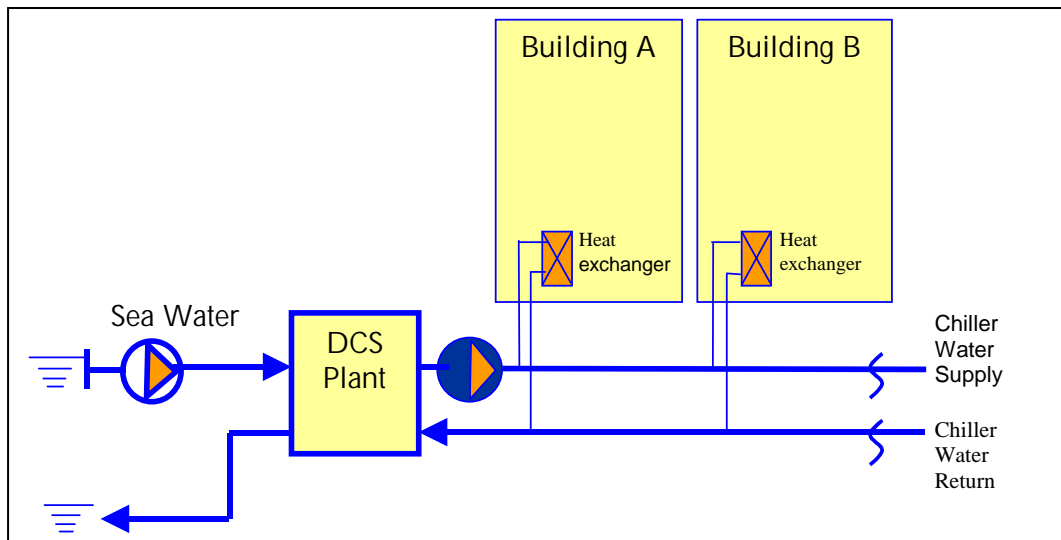 Building A
Building B
Heat
exchanger
Heat
exchanger
Sea Water
DCS
Plant
Chiller
Water
Supply
Chiller
Water
Return